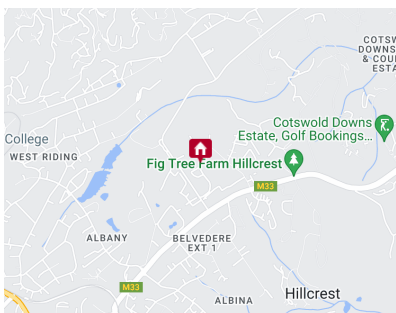 COTSW
DOWNS
& COU
ESTA
Cotswold Downs
Estate, Golf Bookings...
College
WEST RIDING
Fig Tree Farm Hillcrest
M33
ALBANY
BELVEDERE
EXT 1
M33
ALBINA
Hillcrest